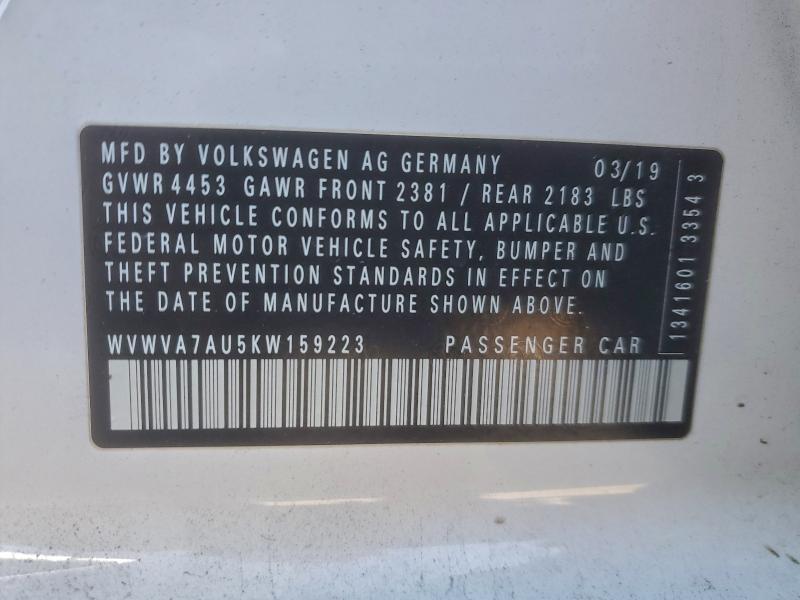 MFD BY VOLKSWAGEN AG GERMANY 03/19
GVWR 4453 GAWR FRONT 2381 / REAR 2183 LBS
THIS VEHICLE CONFORMS TO ALL APPLICABLE U.S.
FEDERAL MOTOR VEHICLE SAFETY, BUMPER AND
THEFT PREVENTION STANDARDS IN EFFECT ON
THE DATE OF MANUFACTURE SHOWN ABOVE.
WVWVA7AU5KW159223 PASSENGER CAR
1341601 3354 3